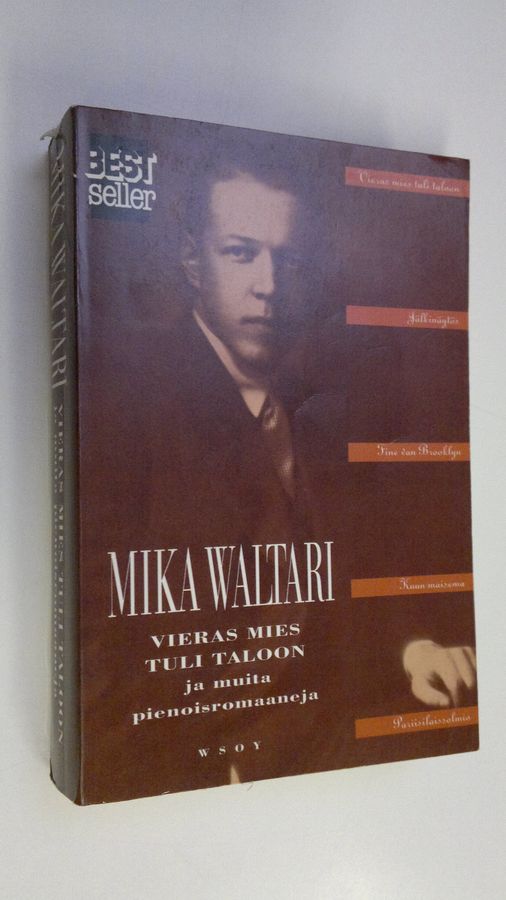 BEST
seller
Vieras mies tuli taloon
Jälkinäytös
Fine van Brooklyn
Kuun maisema
Pariisilaissolmio
MIKA WALTARI
VIERAS MIES
TULI TALOON
ja muita
pienoisromaaneja
WSOY
MIKA WALTARI
VIERAS MIES TULI TALOON